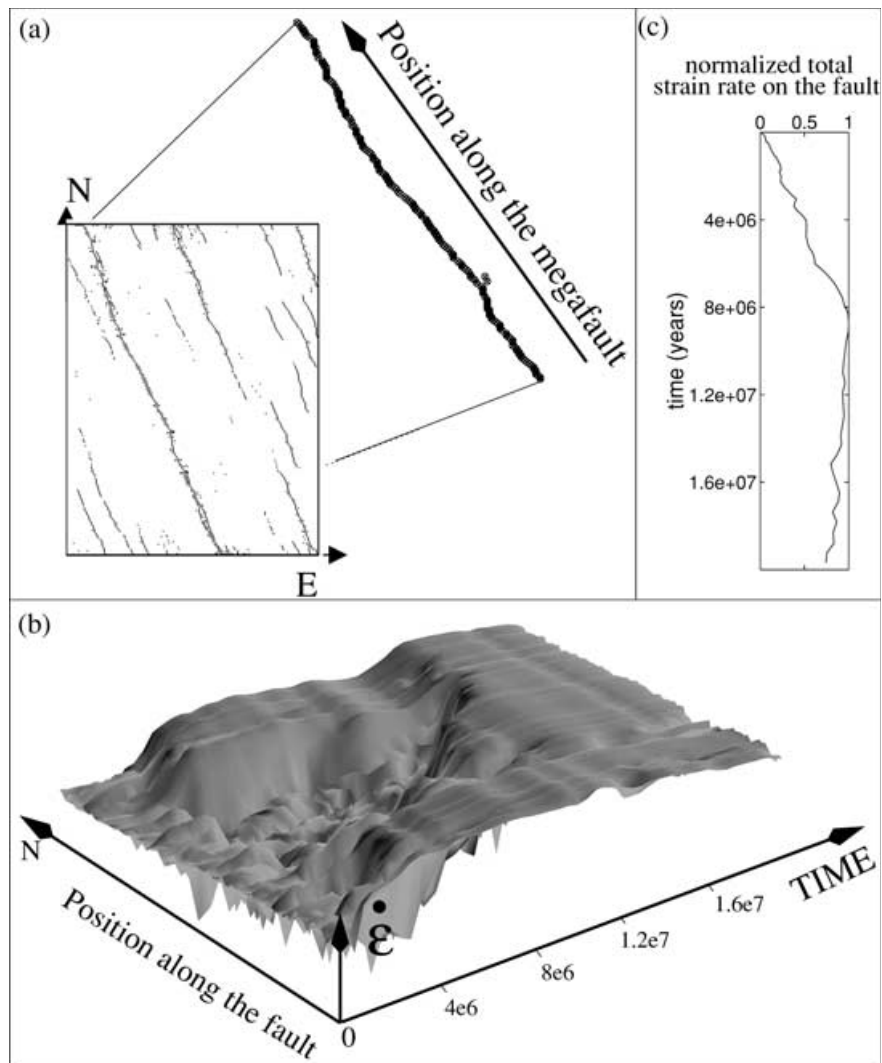 (a)
Position along the megafault
N
E
(c)
normalized total
strain rate on the fault
0 0.5 1
4e+06
8e+06
1.2e+07
1.6e+07
time (years)
(b)
N
Position along the fault
ε̇
0
4e6
8e6
1.2e7
1.6e7
TIME